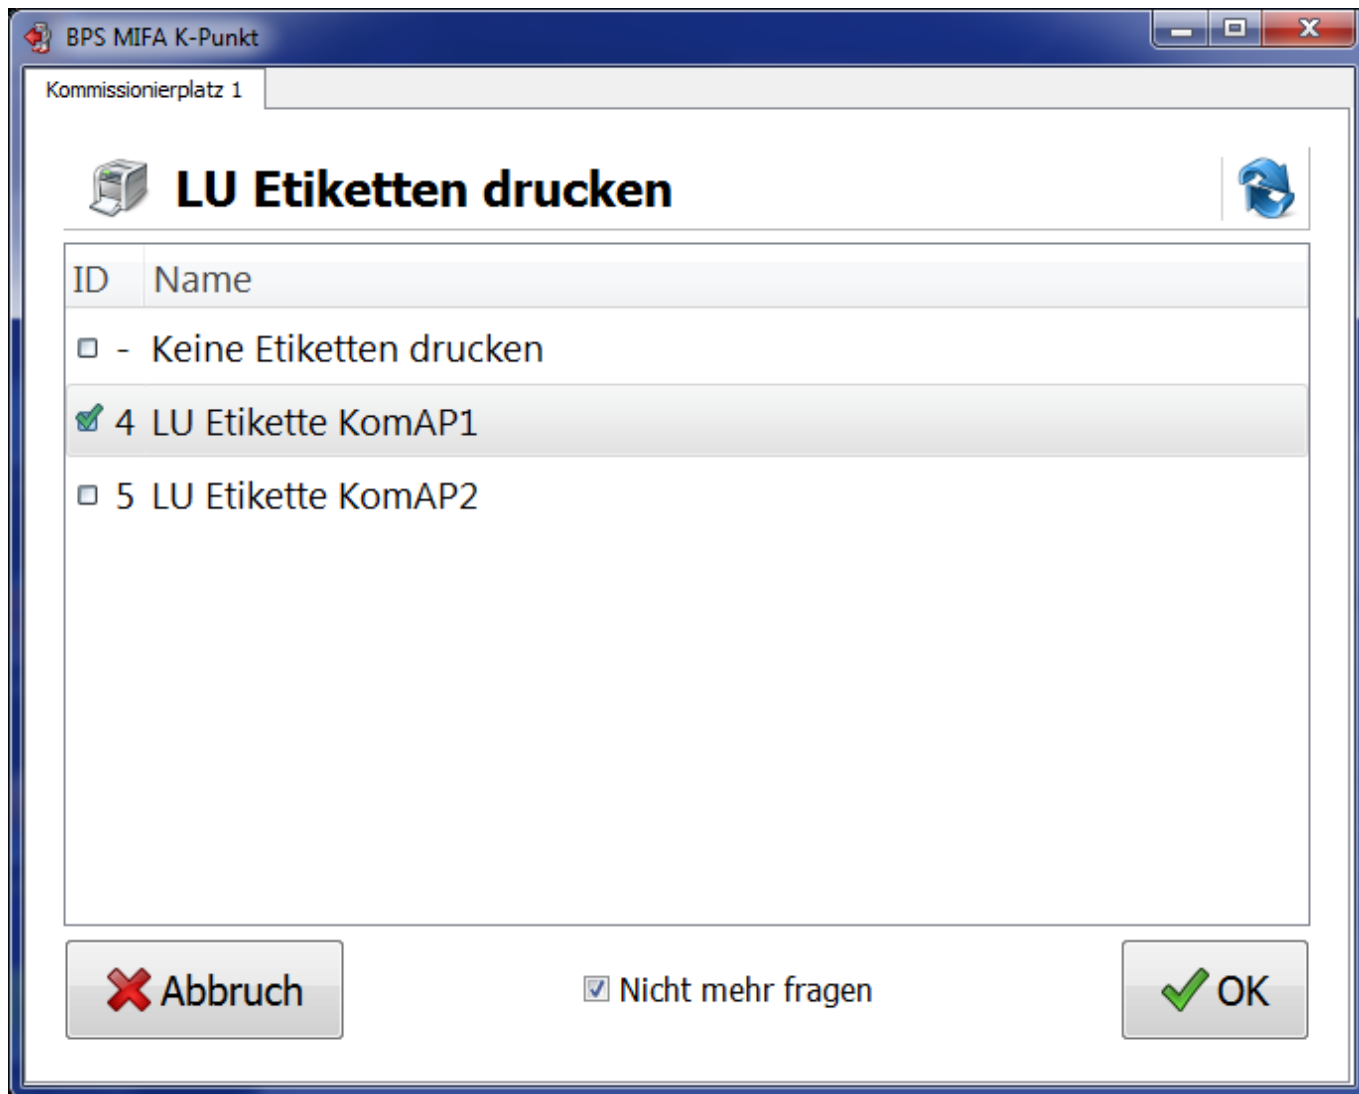 BPS MIFA K-Punkt
Kommissionierplatz 1
LU Etiketten drucken
ID Name
- Keine Etiketten drucken
4 LU Etikette KomAP1
5 LU Etikette KomAP2
Abbruch Nicht mehr fragen OK